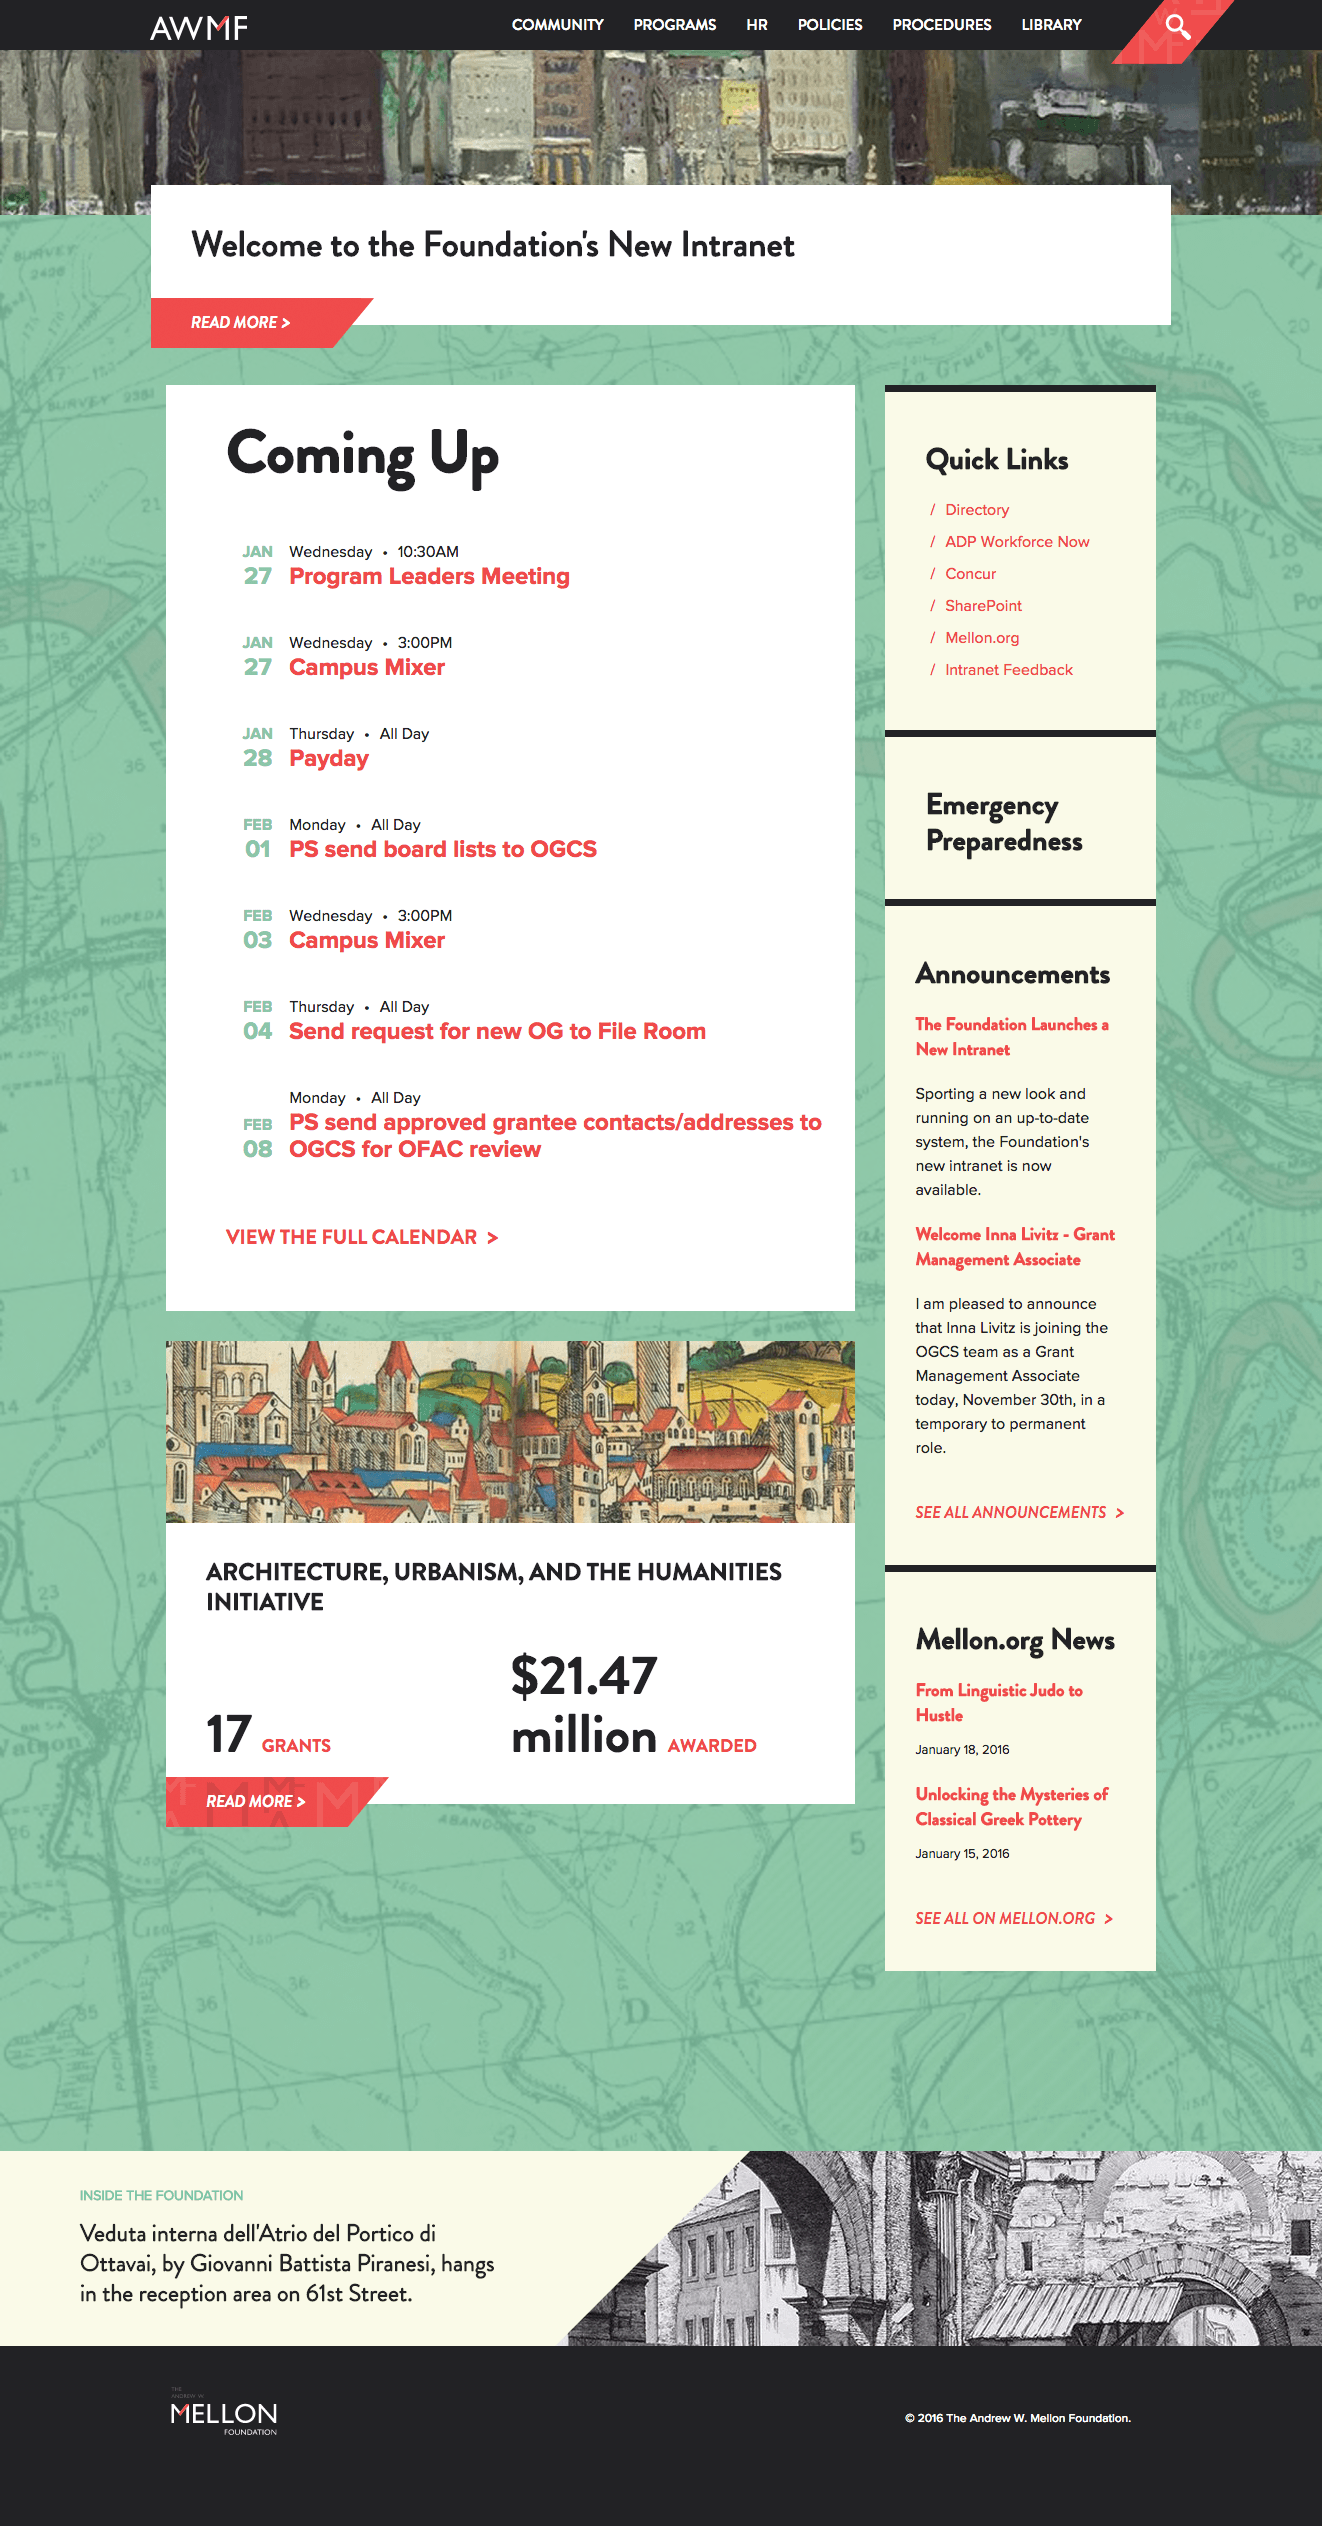 AWMF
COMMUNITY PROGRAMS HR POLICIES PROCEDURES LIBRARY
Welcome to the Foundation's New Intranet
READ MORE >
Coming Up
JAN Wednesday • 10:30AM
27 Program Leaders Meeting
JAN Wednesday • 3:00PM
27 Campus Mixer
JAN Thursday • All Day
28 Payday
FEB Monday • All Day
01 PS send board lists to OGCS
FEB Wednesday • 3:00PM
03 Campus Mixer
FEB Thursday • All Day
04 Send request for new OG to File Room
Monday • All Day
FEB PS send approved grantee contacts/addresses to
08 OGCS for OFAC review
VIEW THE FULL CALENDAR >
ARCHITECTURE, URBANISM, AND THE HUMANITIES
INITIATIVE
17 GRANTS
$21.47
million AWARDED
READ MORE >
Quick Links
/ Directory
/ ADP Workforce Now
/ Concur
/ SharePoint
/ Mellon.org
/ Intranet Feedback
Emergency
Preparedness
Announcements
The Foundation Launches a
New Intranet
Sporting a new look and
running on an up-to-date
system, the Foundation's
new intranet is now
available.
Welcome Inna Livitz - Grant
Management Associate
I am pleased to announce
that Inna Livitz is joining the
OGCS team as a Grant
Management Associate
today, November 30th, in a
temporary to permanent
role.
SEE ALL ANNOUNCEMENTS >
Mellon.org News
From Linguistic Judo to
Hustle
January 18, 2016
Unlocking the Mysteries of
Classical Greek Pottery
January 15, 2016
SEE ALL ON MELLON.ORG >
INSIDE THE FOUNDATION
Veduta interna dell'Atrio del Portico di
Ottavai, by Giovanni Battista Piranesi, hangs
in the reception area on 61st Street.
THE
ANDREW W.
MELLON
FOUNDATION
© 2016 The Andrew W. Mellon Foundation.